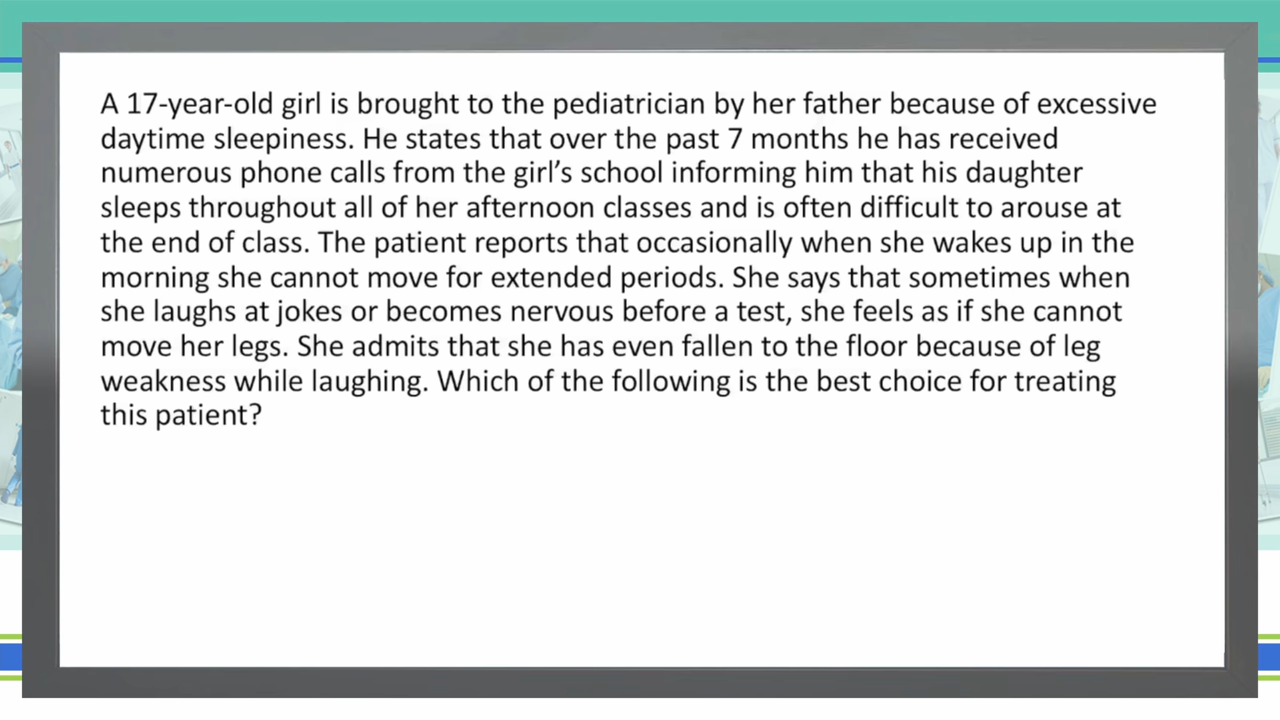 A 17-year-old girl is brought to the pediatrician by her father because of excessive
daytime sleepiness. He states that over the past 7 months he has received
numerous phone calls from the girl’s school informing him that his daughter
sleeps throughout all of her afternoon classes and is often difficult to arouse at
the end of class. The patient reports that occasionally when she wakes up in the
morning she cannot move for extended periods. She says that sometimes when
she laughs at jokes or becomes nervous before a test, she feels as if she cannot
move her legs. She admits that she has even fallen to the floor because of leg
weakness while laughing. Which of the following is the best choice for treating
this patient?